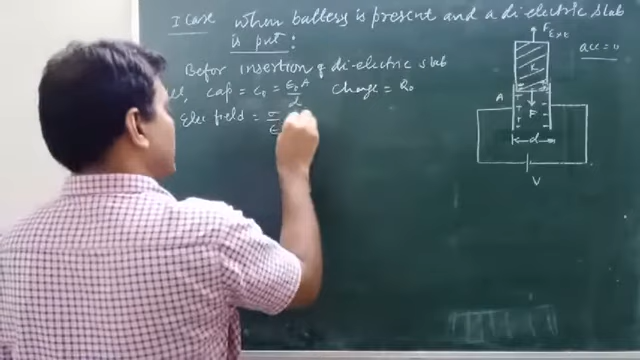 I Case when battery is present and a di-electric slab
is put:
Befor insertion of di-electric slab
cap = C₀ = ε₀A/d charge = Q₀
Elec field = σ/ε
F Ext
acc = 0
K
A
+ -
+ -
+ -
F
d
V